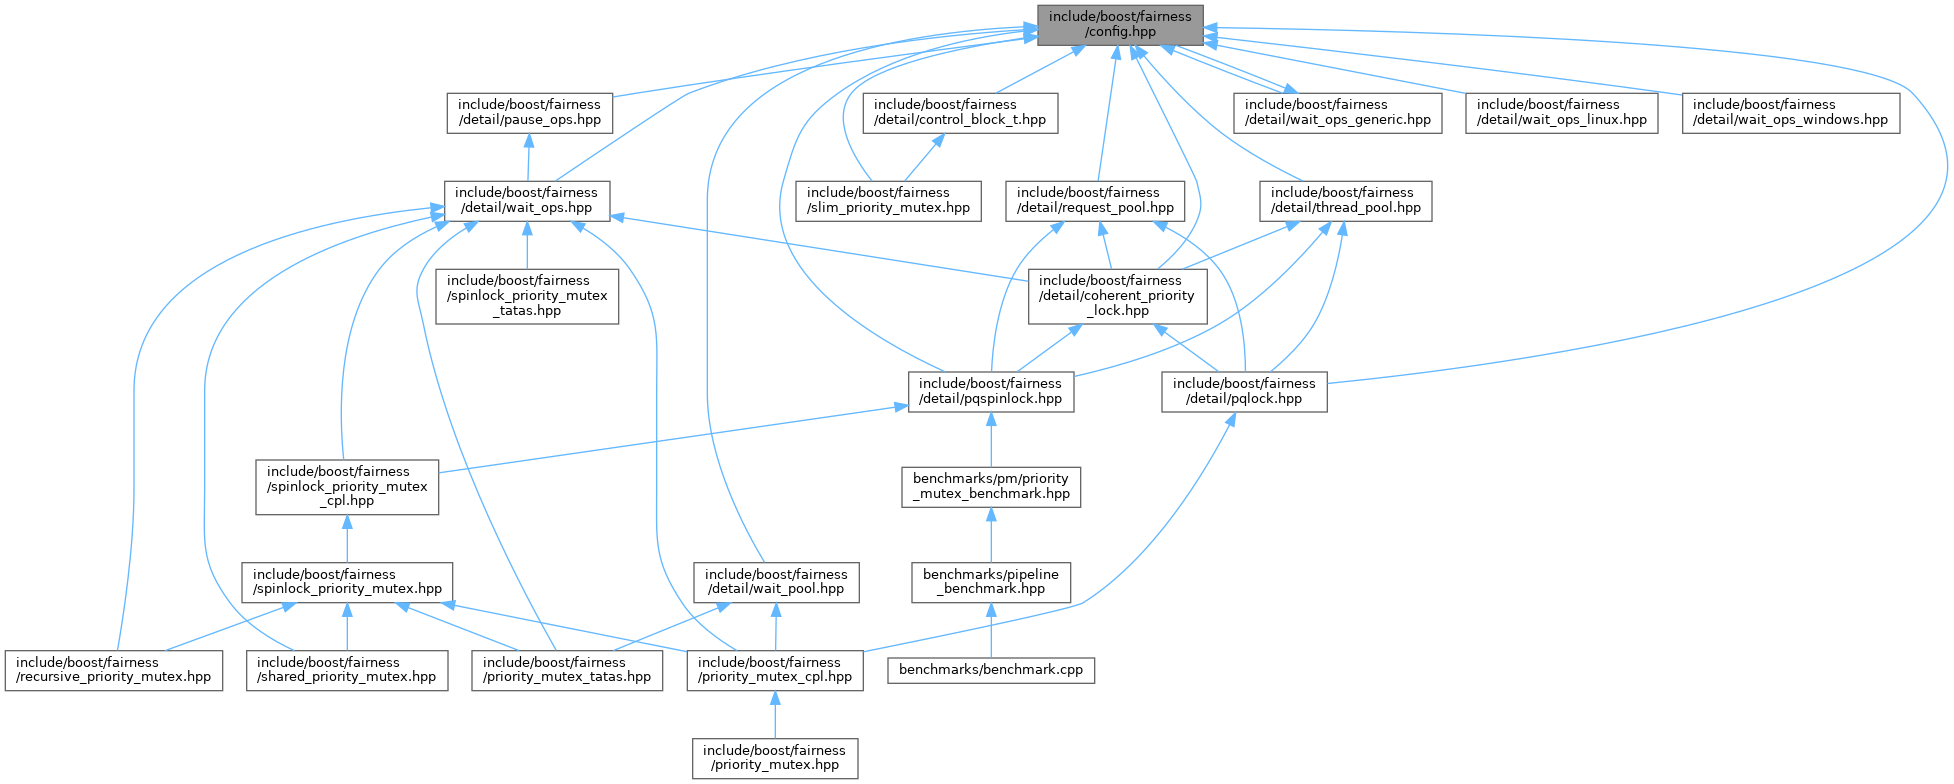 include/boost/fairness
/config.hpp
include/boost/fairness
/detail/pause_ops.hpp
include/boost/fairness
/detail/control_block_t.hpp
include/boost/fairness
/detail/wait_ops_generic.hpp
include/boost/fairness
/detail/wait_ops_linux.hpp
include/boost/fairness
/detail/wait_ops_windows.hpp
include/boost/fairness
/detail/wait_ops.hpp
include/boost/fairness
/slim_priority_mutex.hpp
include/boost/fairness
/detail/request_pool.hpp
include/boost/fairness
/detail/thread_pool.hpp
include/boost/fairness
/spinlock_priority_mutex
_tatas.hpp
include/boost/fairness
/detail/coherent_priority
_lock.hpp
include/boost/fairness
/detail/pqspinlock.hpp
include/boost/fairness
/detail/pqlock.hpp
include/boost/fairness
/spinlock_priority_mutex
_cpl.hpp
benchmarks/pm/priority
_mutex_benchmark.hpp
include/boost/fairness
/spinlock_priority_mutex.hpp
include/boost/fairness
/detail/wait_pool.hpp
benchmarks/pipeline
_benchmark.hpp
include/boost/fairness
/recursive_priority_mutex.hpp
include/boost/fairness
/shared_priority_mutex.hpp
include/boost/fairness
/priority_mutex_tatas.hpp
include/boost/fairness
/priority_mutex_cpl.hpp
benchmarks/benchmark.cpp
include/boost/fairness
/priority_mutex.hpp